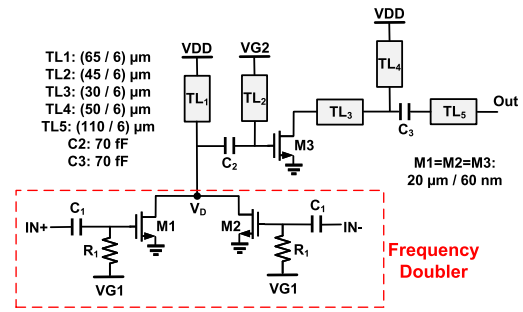 VDD
VDD
VG2
TL1: (65 / 6) µm
TL2: (45 / 6) µm
TL3: (30 / 6) µm
TL4: (50 / 6) µm
TL5: (110 / 6) µm
C2: 70 fF
C3: 70 fF
TL4
TL1
TL2
TL3
TL5
Out
C3
C2
M3
M1=M2=M3:
20 µm / 60 nm
VD
C1
C1
IN+
M1
M2
IN-
R1
R1
VG1
VG1
Frequency
Doubler